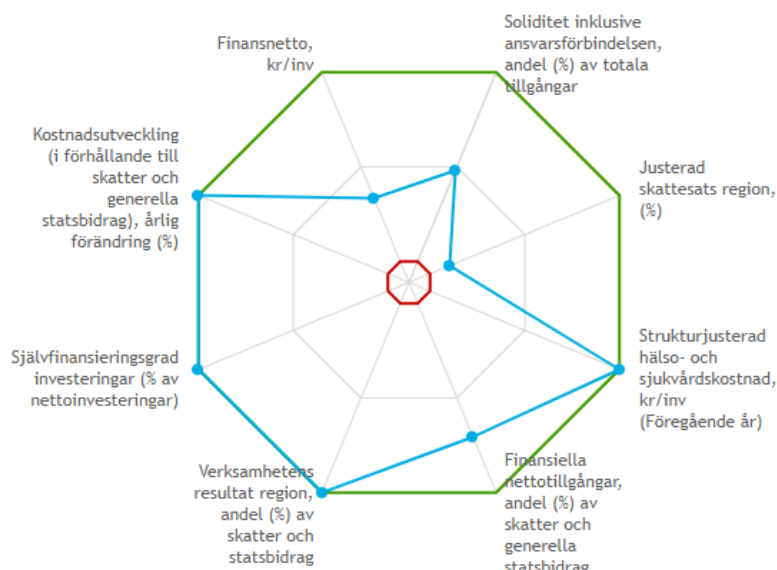 Soliditet inklusive
ansvarsförbindelsen,
andel (%) av totala
tillgångar
Finansnetto,
kr/inv
Kostnadsutveckling
(i förhållande till
skatter och
generella
statsbidrag), årlig
förändring (%)
Justerad
skattesats region,
(%)
Självfinansieringsgrad
investeringar (% av
nettoinvesteringar)
Strukturjusterad
hälso- och
sjukvårdskostnad,
kr/inv
(Föregående år)
Verksamhetens
resultat region,
andel (%) av
skatter och
statsbidrag
Finansiella
nettotillgångar,
andel (%) av
skatter och
generella
statsbidrag